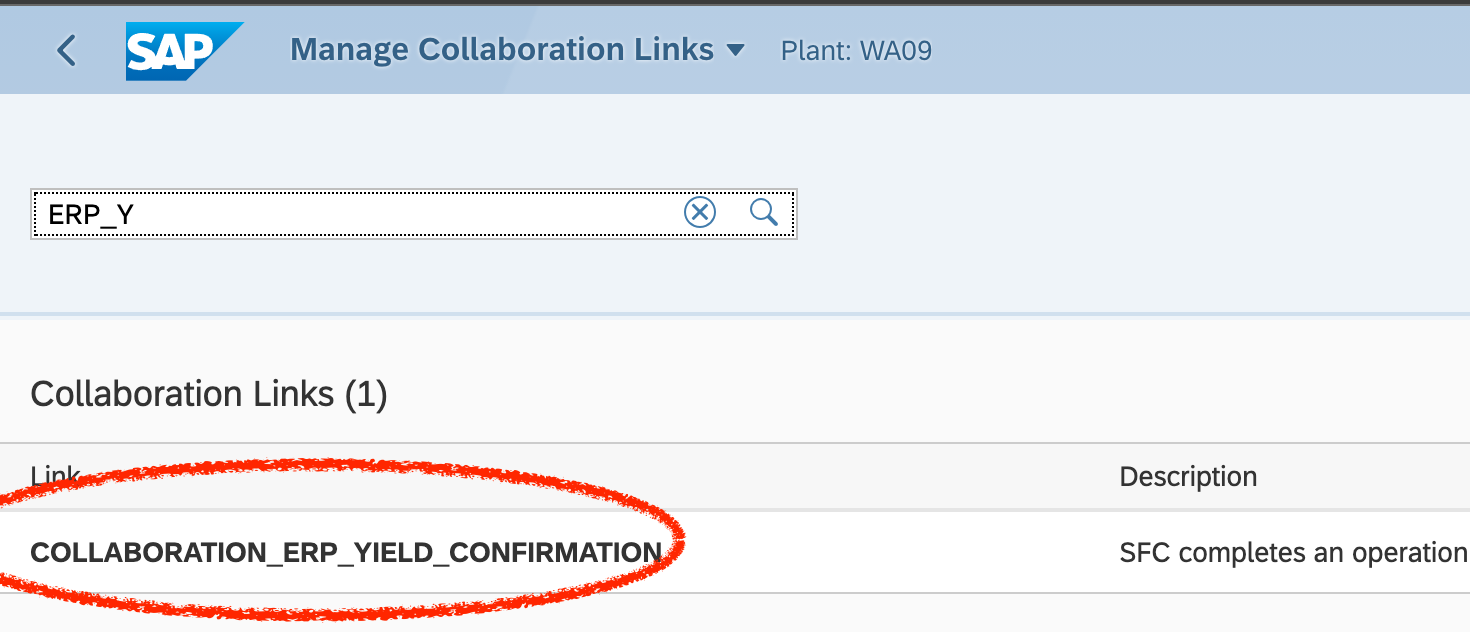 SAP Manage Collaboration Links Plant: WA09
ERP_Y
Collaboration Links (1)
Link Description
COLLABORATION_ERP_YIELD_CONFIRMATION SFC completes an operation